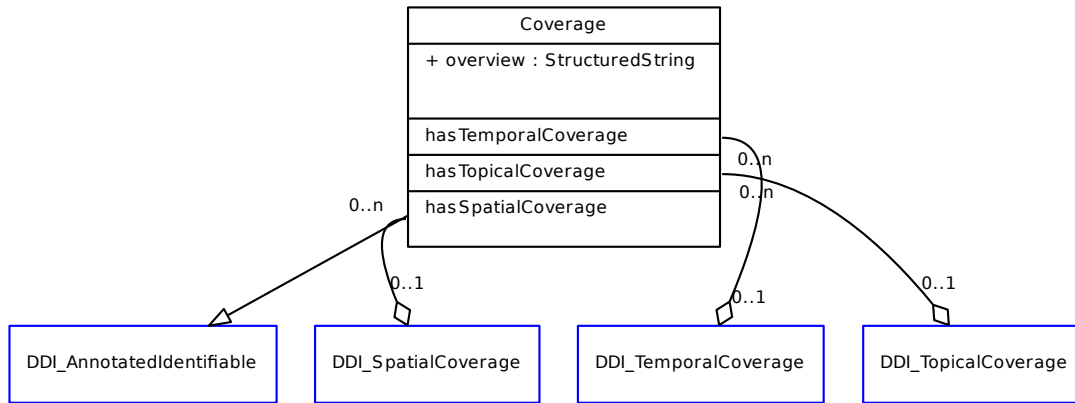 Coverage
+ overview : StructuredString
hasTemporalCoverage
hasTopicalCoverage
hasSpatialCoverage
0..n
0..n
0..n
0..1
0..1
0..1
DDI_AnnotatedIdentifiable
DDI_SpatialCoverage
DDI_TemporalCoverage
DDI_TopicalCoverage